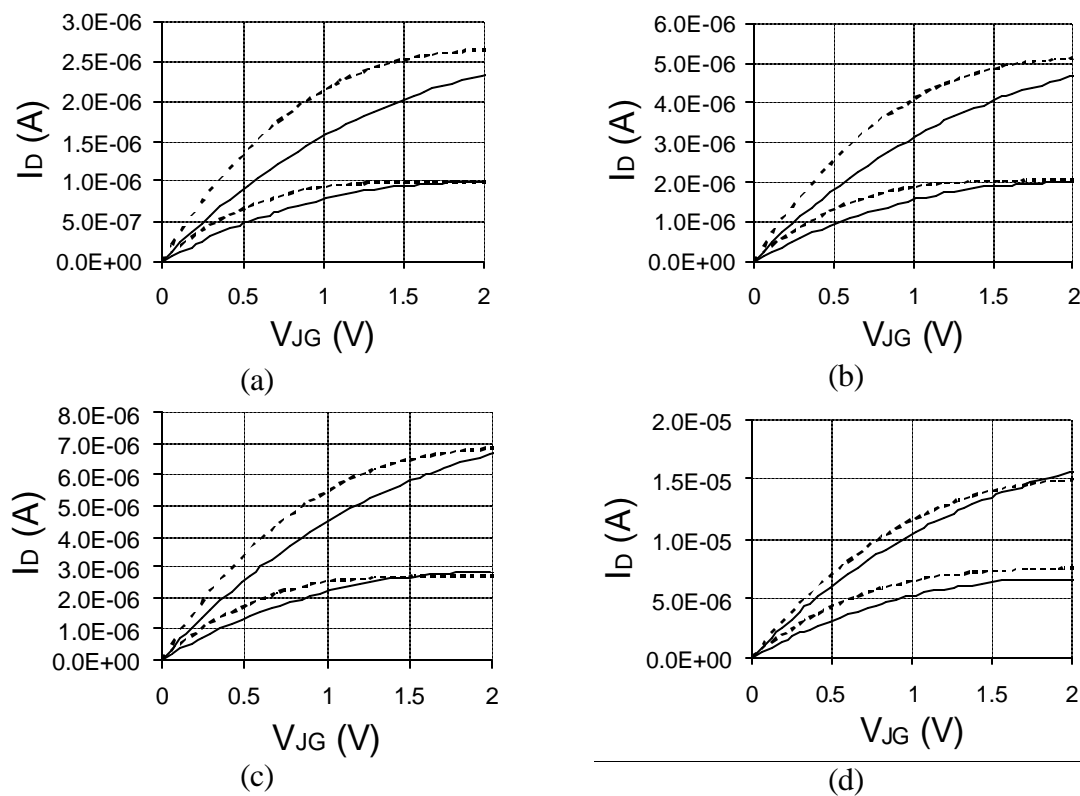 3.0E-06
2.5E-06
2.0E-06
1.5E-06
1.0E-06
5.0E-07
0.0E+00
ID (A)
0 0.5 1 1.5 2
VJG (V)
(a)
6.0E-06
5.0E-06
4.0E-06
3.0E-06
2.0E-06
1.0E-06
0.0E+00
ID (A)
0 0.5 1 1.5 2
VJG (V)
(b)
8.0E-06
7.0E-06
6.0E-06
5.0E-06
4.0E-06
3.0E-06
2.0E-06
1.0E-06
0.0E+00
ID (A)
0 0.5 1 1.5 2
VJG (V)
(c)
2.0E-05
1.5E-05
1.0E-05
5.0E-06
0.0E+00
ID (A)
0 0.5 1 1.5 2
VJG (V)
(d)